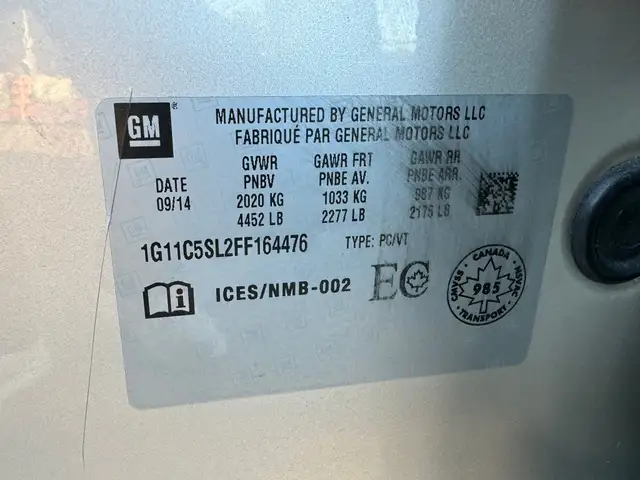 GM
MANUFACTURED BY GENERAL MOTORS LLC
FABRIQUÉ PAR GENERAL MOTORS LLC
DATE
09/14
GVWR
PNBV
2020 KG
4452 LB
GAWR FRT
PNBE AV.
1033 KG
2277 LB
GAWR RR
PNBE ARR.
987 KG
2175 LB
1G11C5SL2FF164476
TYPE: PC/VT
ICES/NMB-002
EC
CANADA
CMVSS
985
NSVAC
TRANSPORT